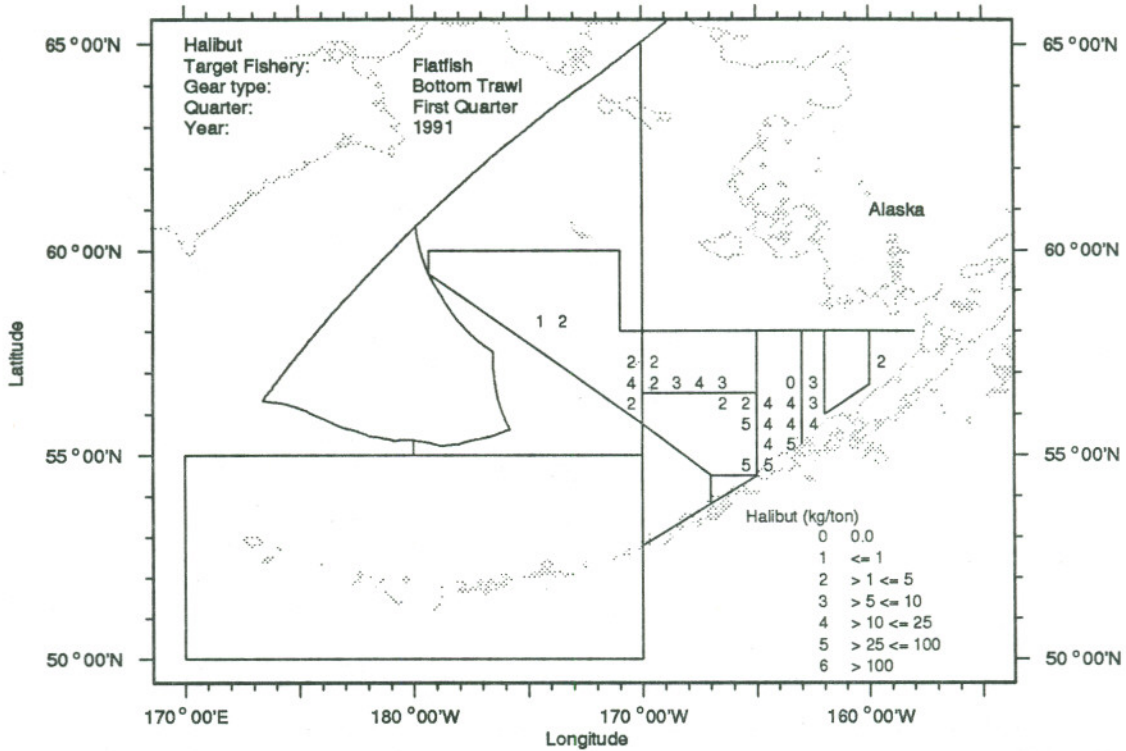 65°00'N
65°00'N
Halibut
Target Fishery: Flatfish
Gear type: Bottom Trawl
Quarter: First Quarter
Year: 1991
Alaska
60°00'N
60°00'N
Latitude
1 2
2 2
2
4 2 3 4 3
0 3
2
2 2 4 4 3
5 4 4 4
4 5
55°00'N
55°00'N
5 5
Halibut (kg/ton)
0 0.0
1 <= 1
2 > 1 <= 5
3 > 5 <= 10
4 > 10 <= 25
5 > 25 <= 100
6 > 100
50°00'N
50°00'N
170°00'E
180°00'W
170°00'W
160°00'W
Longitude